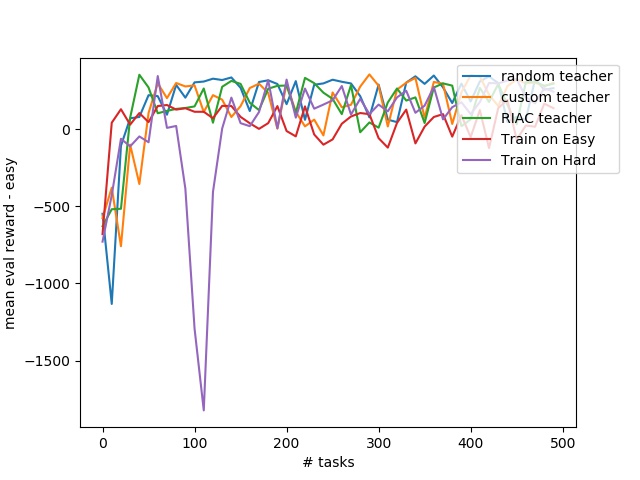 random teacher
custom teacher
RIAC teacher
Train on Easy
Train on Hard
mean eval reward - easy
0
−500
−1000
−1500
0 100 200 300 400 500
# tasks